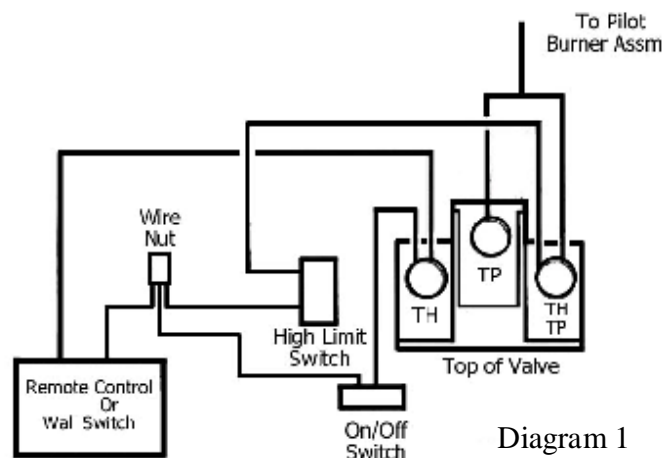 To Pilot
Burner Assm
Wire
Nut
TP
TH
TH
TP
High Limit
Switch
Top of Valve
Remote Control
Or
Wal Switch
On/Off
Switch
Diagram 1